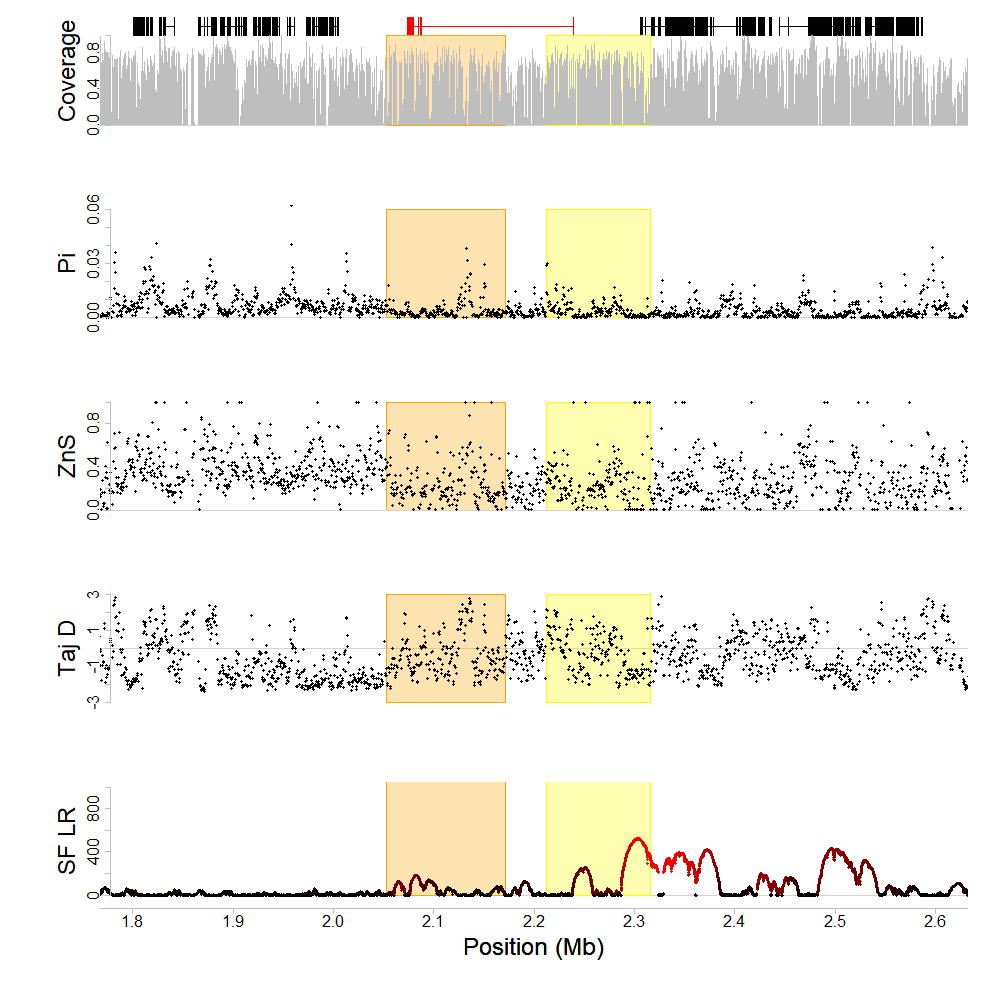 Coverage
0.0 0.4 0.8
Pi
0.00 0.03 0.06
ZnS
0.0 0.4 0.8
Taj D
-3 -1 1 3
SF LR
0 400 800
1.8 1.9 2.0 2.1 2.2 2.3 2.4 2.5 2.6
Position (Mb)